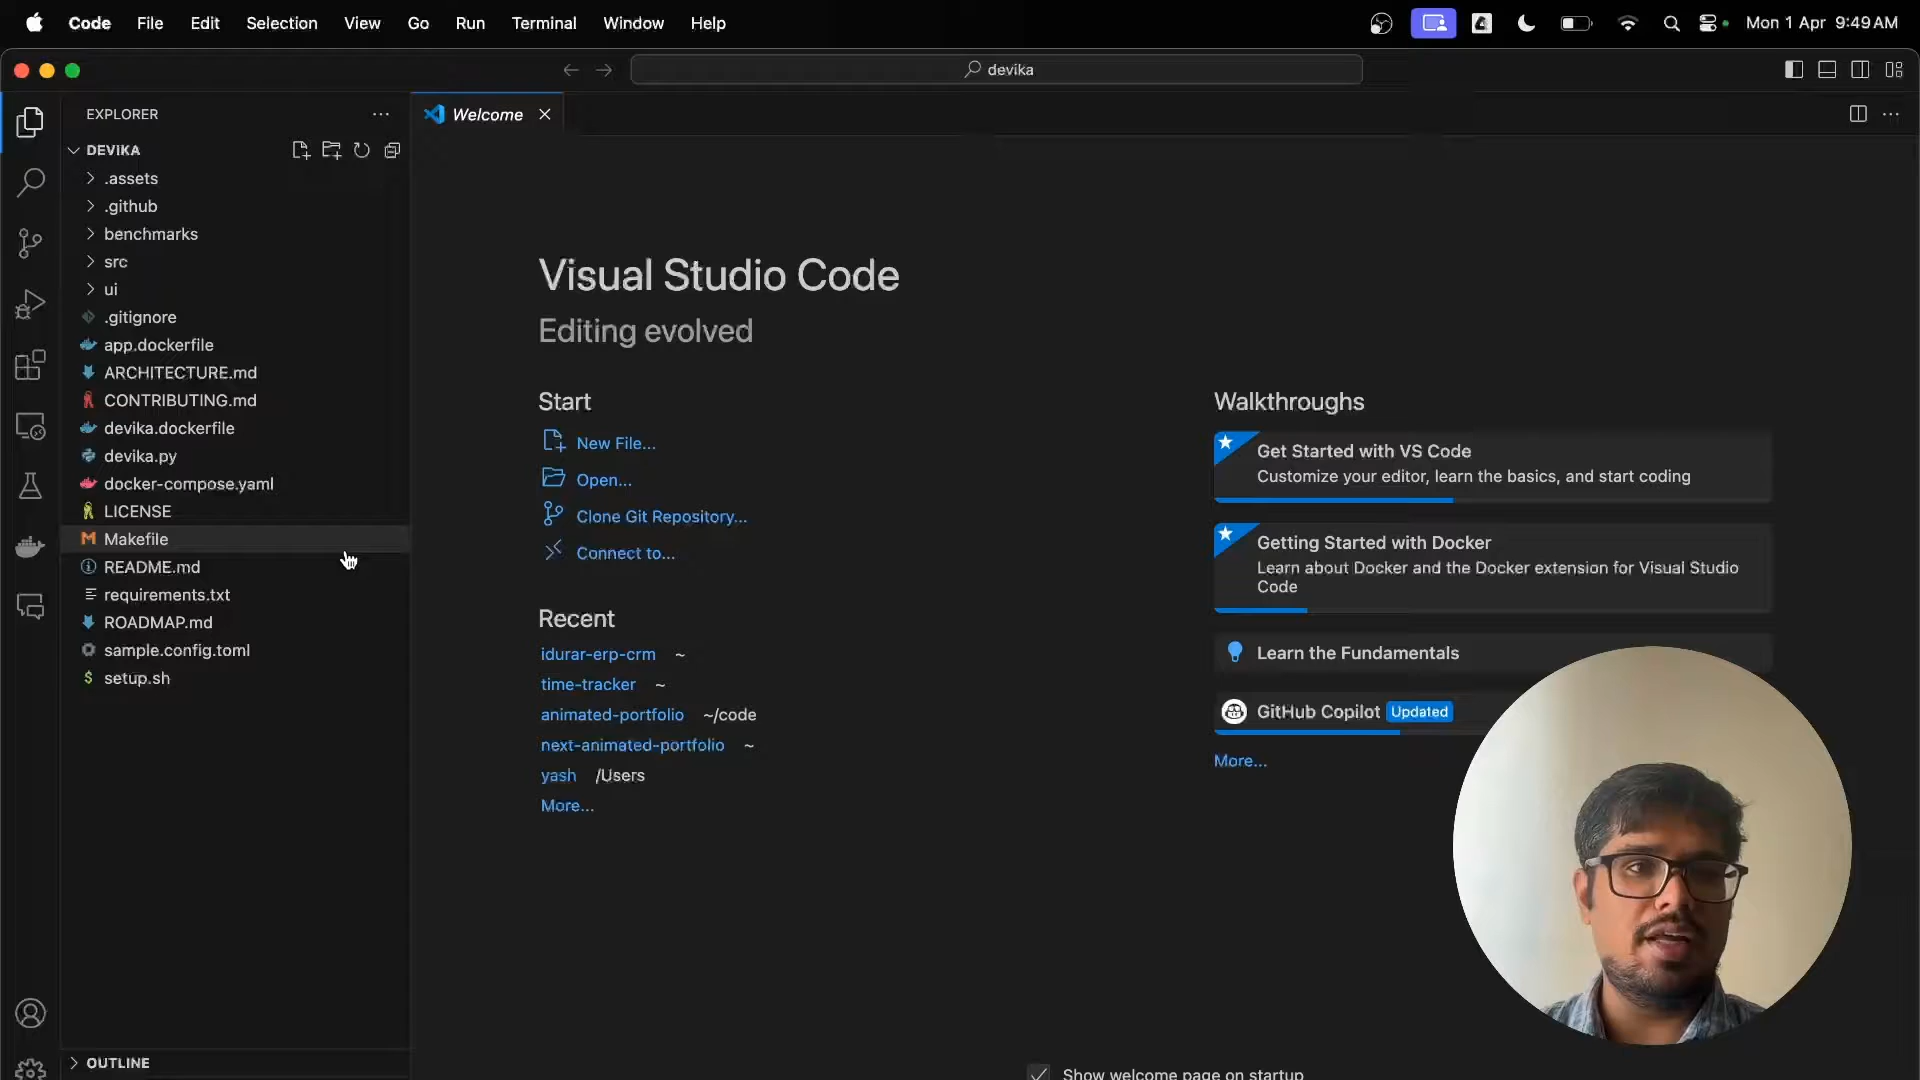 Code File Edit Selection View Go Run Terminal Window Help Mon 1 Apr 9:49 AM
devika
EXPLORER
Welcome
DEVIKA
.assets
.github
benchmarks
src
ui
.gitignore
app.dockerfile
ARCHITECTURE.md
CONTRIBUTING.md
devika.dockerfile
devika.py
docker-compose.yaml
LICENSE
Makefile
README.md
requirements.txt
ROADMAP.md
sample.config.toml
setup.sh
OUTLINE
Visual Studio Code
Editing evolved
Start
New File...
Open...
Clone Git Repository...
Connect to...
Recent
idurar-erp-crm ~
time-tracker ~
animated-portfolio ~/code
next-animated-portfolio ~
yash /Users
More...
Walkthroughs
Get Started with VS Code
Customize your editor, learn the basics, and start coding
Getting Started with Docker
Learn about Docker and the Docker extension for Visual Studio
Code
Learn the Fundamentals
GitHub Copilot Updated
More...
Show welcome page on startup